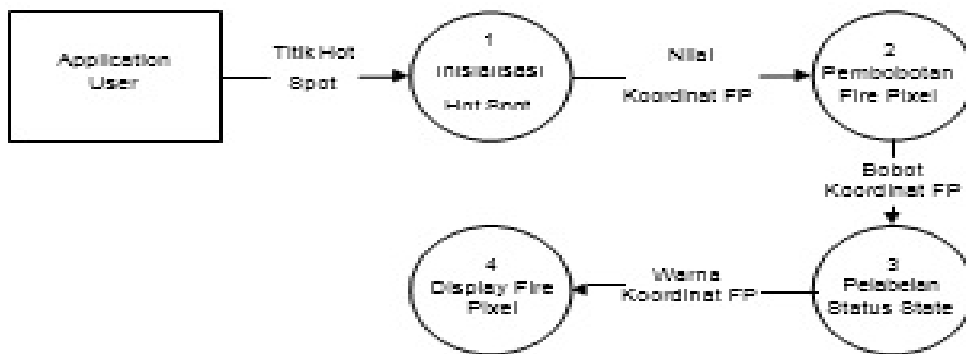 Application
User
Titik Hot
Spot
1
Inisialisasi
Hot Spot
Nilai
Koordinat FP
2
Pembobotan
Fire Pixel
Bobot
Koordinat FP
3
Pelabelan
Status State
Warna
Koordinat FP
4
Display Fire
Pixel